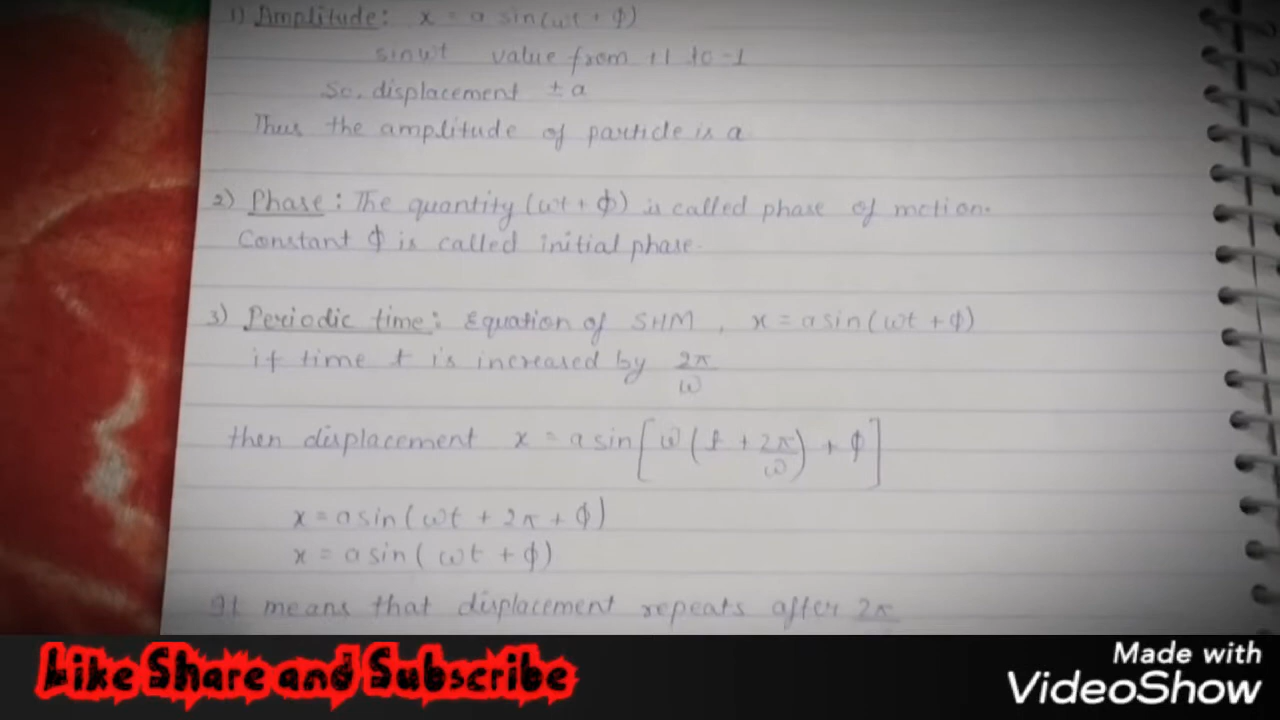 1) Amplitude: x = a sin(ωt + ϕ)
sinωt value from +1 to -1
So, displacement ± a
Thus the amplitude of particle is a
2) Phase: The quantity (ωt + ϕ) is called phase of motion.
Constant ϕ is called initial phase.
3) Periodic time: Equation of SHM, x = a sin(ωt + ϕ)
if time t is increased by 2π/ω
then displacement x = a sin[ω(t + 2π/ω) + ϕ]
x = a sin(ωt + 2π + ϕ)
x = a sin(ωt + ϕ)
It means that displacement repeats after 2π
Like Share and Subscribe
Made with
VideoShow